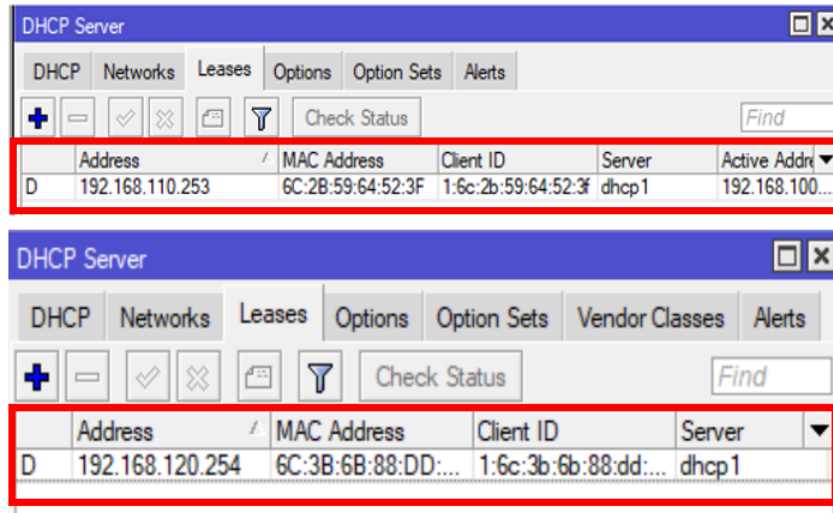 DHCP Server
DHCP Networks Leases Options Option Sets Alerts
Check Status Find
Address MAC Address Client ID Server Active Addre
D 192.168.110.253 6C:2B:59:64:52:3F 1:6c:2b:59:64:52:3f dhcp1 192.168.100...
DHCP Server
DHCP Networks Leases Options Option Sets Vendor Classes Alerts
Check Status Find
Address MAC Address Client ID Server
D 192.168.120.254 6C:3B:6B:88:DD:... 1:6c:3b:6b:88:dd:... dhcp1